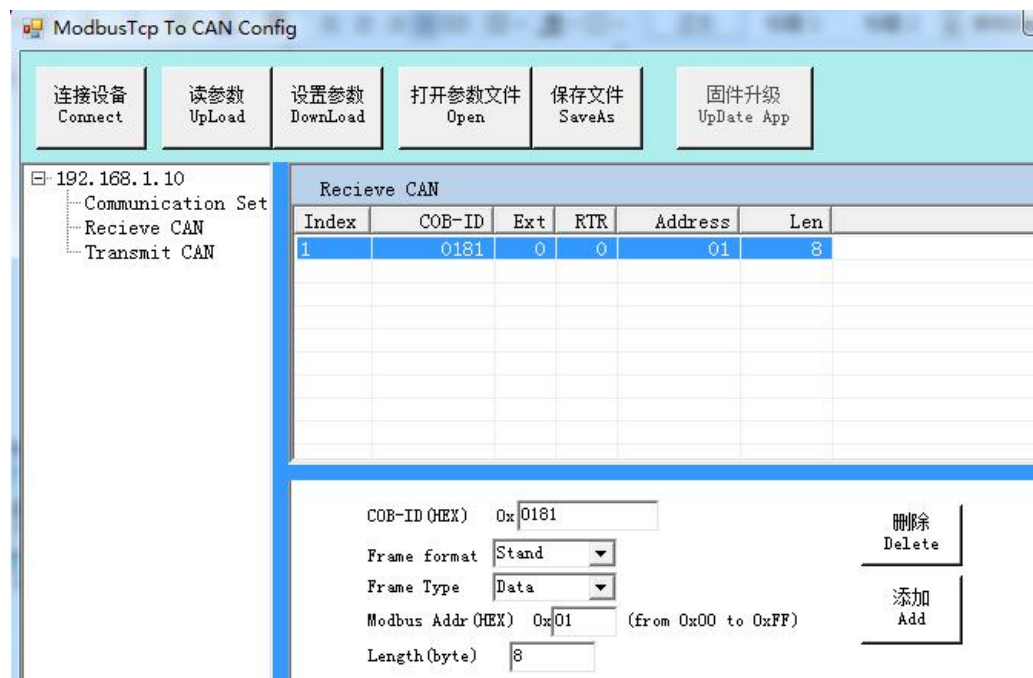 ModbusTcp To CAN Config
连接设备 读参数 设置参数 打开参数文件 保存文件 固件升级
Connect UpLoad DownLoad Open SaveAs UpDate App
192.168.1.10
Communication Set
Recieve CAN
Transmit CAN
Recieve CAN
Index COB-ID Ext RTR Address Len
1 0181 0 0 01 8
COB-ID(HEX) 0x 0181
Frame format Stand
Frame Type Data
Modbus Addr(HEX) 0x 01 (from 0x00 to 0xFF)
Length(byte) 8
删除
Delete
添加
Add